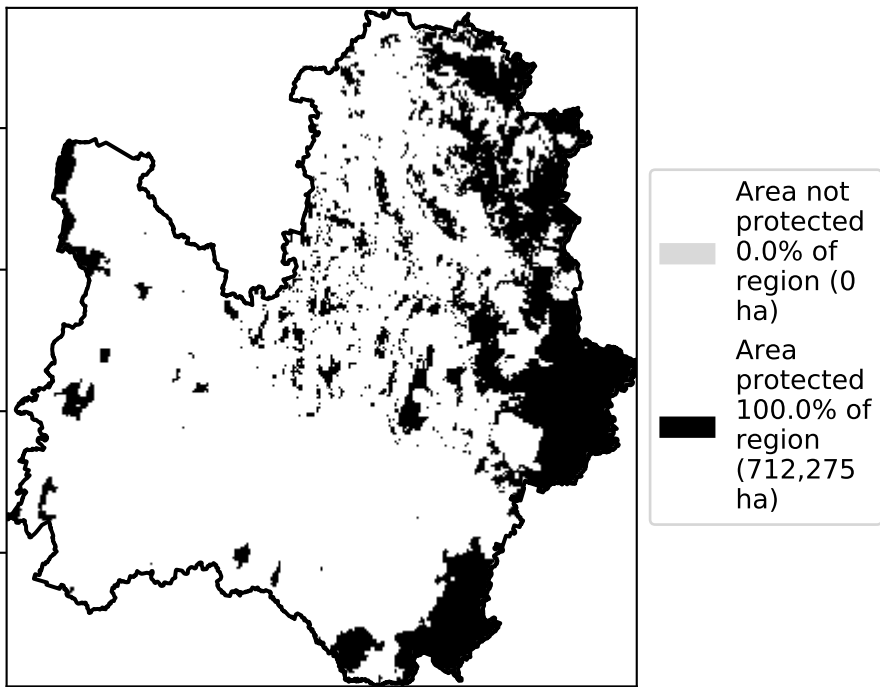 Area not
protected
0.0% of
region (0
ha)
Area
protected
100.0% of
region
(712,275
ha)